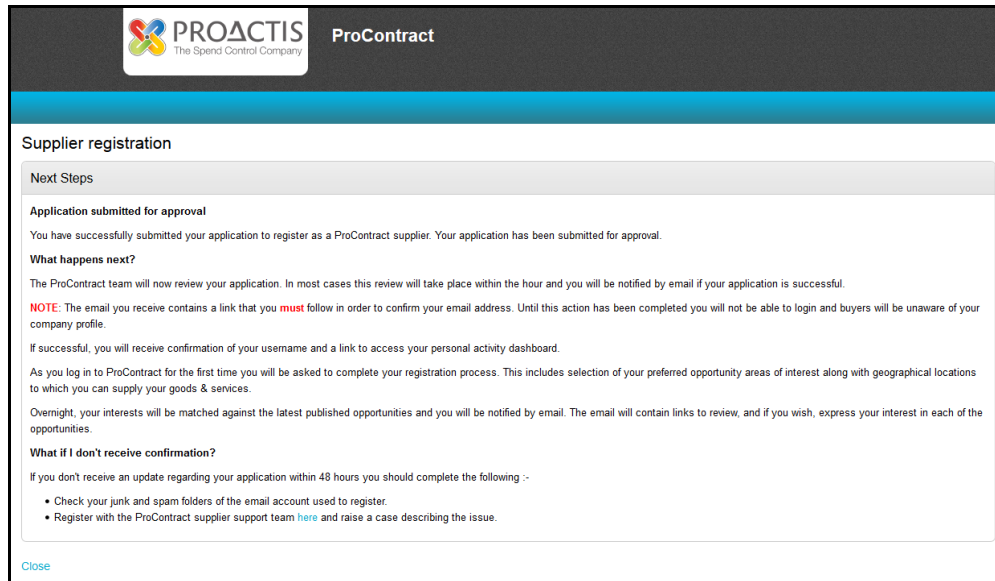 PROACTIS
The Spend Control Company
ProContract
Supplier registration
Next Steps
Application submitted for approval
You have successfully submitted your application to register as a ProContract supplier. Your application has been submitted for approval.
What happens next?
The ProContract team will now review your application. In most cases this review will take place within the hour and you will be notified by email if your application is successful.
NOTE: The email you receive contains a link that you must follow in order to confirm your email address. Until this action has been completed you will not be able to login and buyers will be unaware of your
company profile.
If successful, you will receive confirmation of your username and a link to access your personal activity dashboard.
As you log in to ProContract for the first time you will be asked to complete your registration process. This includes selection of your preferred opportunity areas of interest along with geographical locations
to which you can supply your goods & services.
Overnight, your interests will be matched against the latest published opportunities and you will be notified by email. The email will contain links to review, and if you wish, express your interest in each of the
opportunities.
What if I don't receive confirmation?
If you don't receive an update regarding your application within 48 hours you should complete the following :-
• Check your junk and spam folders of the email account used to register.
• Register with the ProContract supplier support team here and raise a case describing the issue.
Close